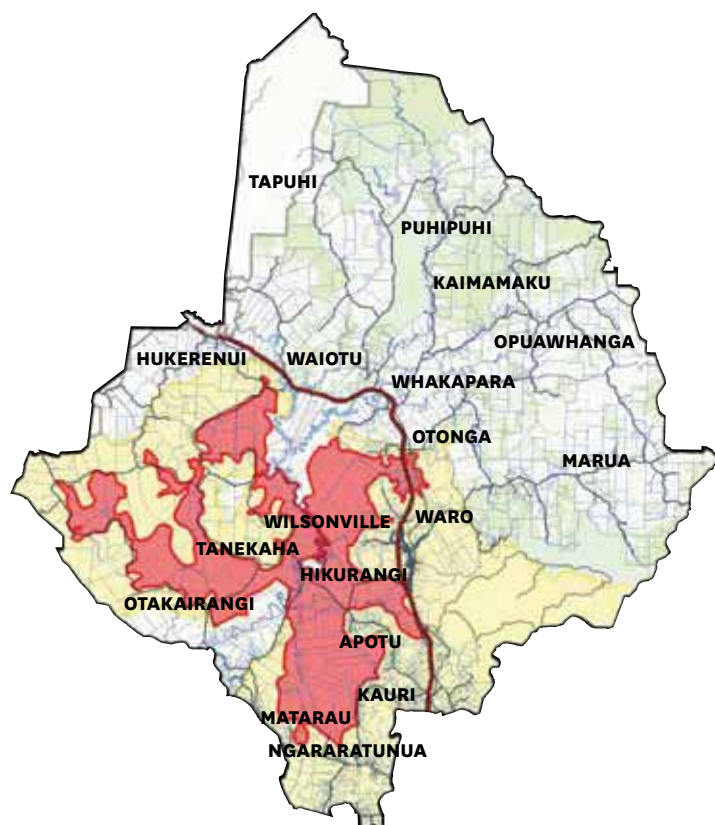 TAPUHI
PUHIPUHI
KAIMAMAKU
OPUAWHANGA
HUKERENUI
WAIOTU
WHAKAPARA
OTONGA
MARUA
WILSONVILLE
WARO
TANEKAHA
HIKURANGI
OTAKAIRANGI
APOTU
KAURI
MATARAU
NGARARATUNUA